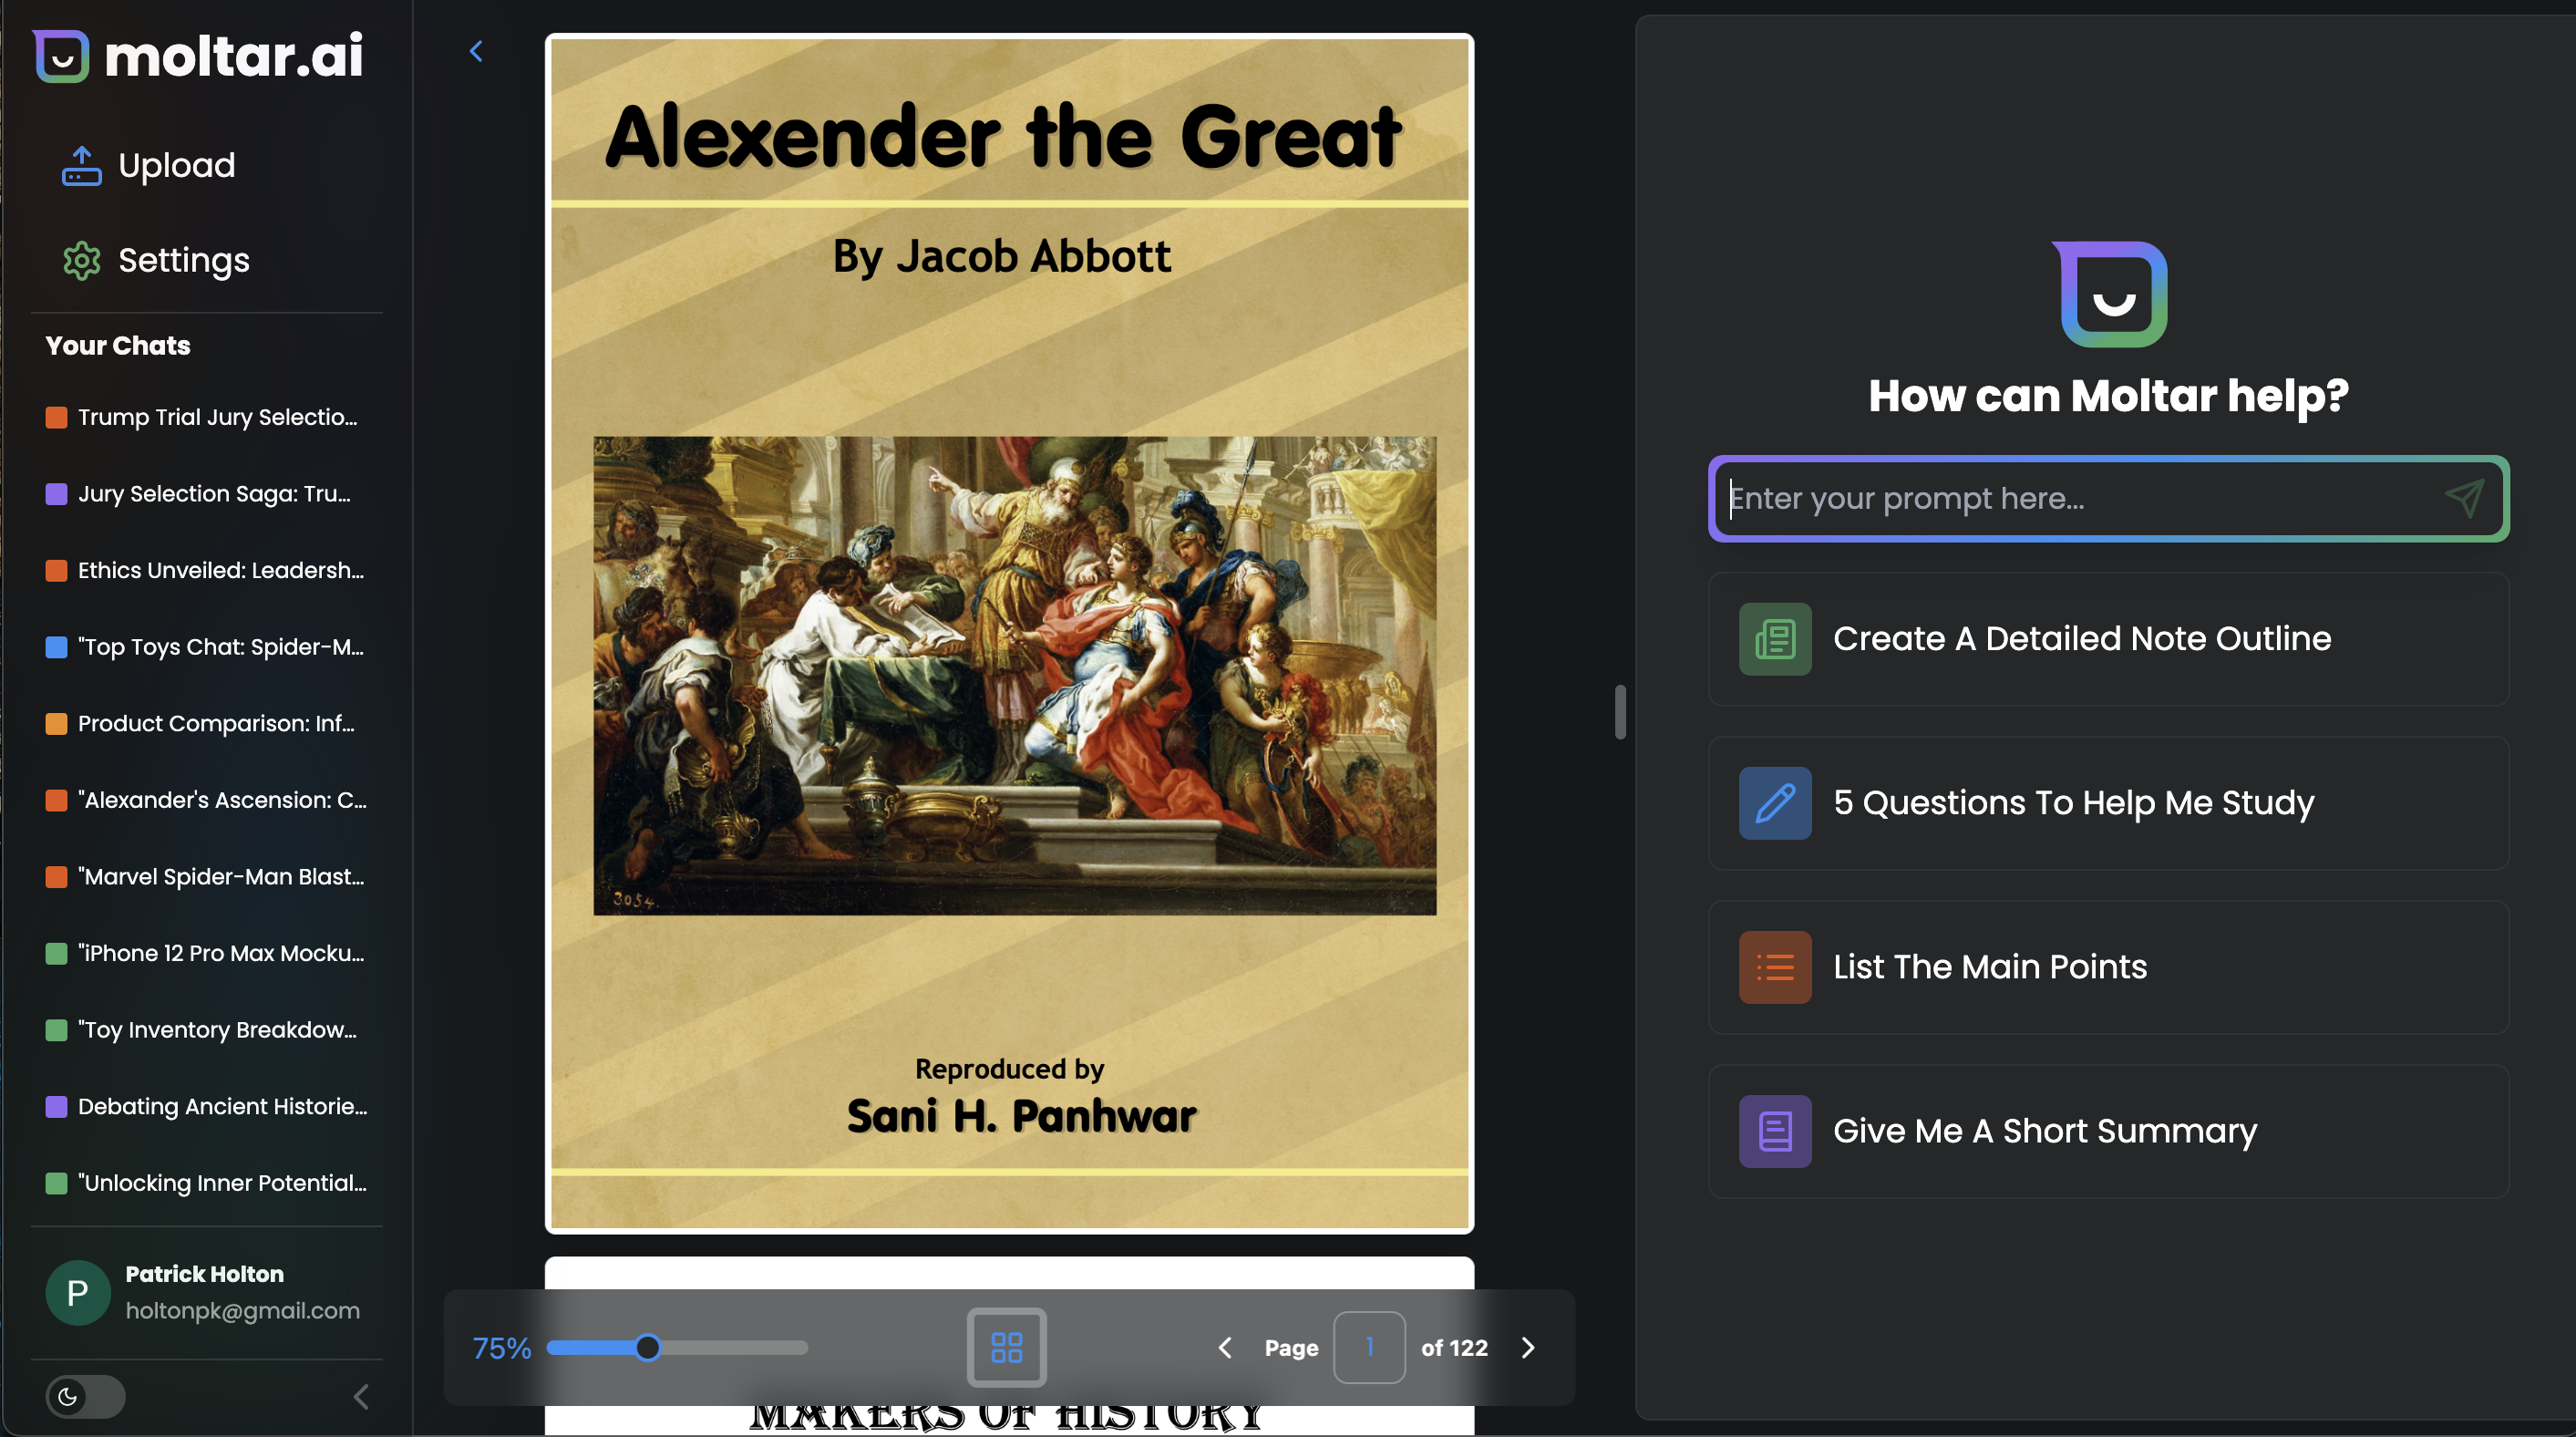 moltar.ai
Upload
Settings
Your Chats
Trump Trial Jury Selectio...
Jury Selection Saga: Tru...
Ethics Unveiled: Leadersh...
"Top Toys Chat: Spider-M...
Product Comparison: Inf...
"Alexander's Ascension: C...
"Marvel Spider-Man Blast...
"iPhone 12 Pro Max Mocku...
"Toy Inventory Breakdow...
Debating Ancient Historie...
"Unlocking Inner Potential...
P
Patrick Holton
holtonpk@gmail.com
Alexender the Great
By Jacob Abbott
3054.
Reproduced by
Sani H. Panhwar
75%
Page 1 of 122
MAKERS OF HISTORY
How can Moltar help?
Enter your prompt here...
Create A Detailed Note Outline
5 Questions To Help Me Study
List The Main Points
Give Me A Short Summary